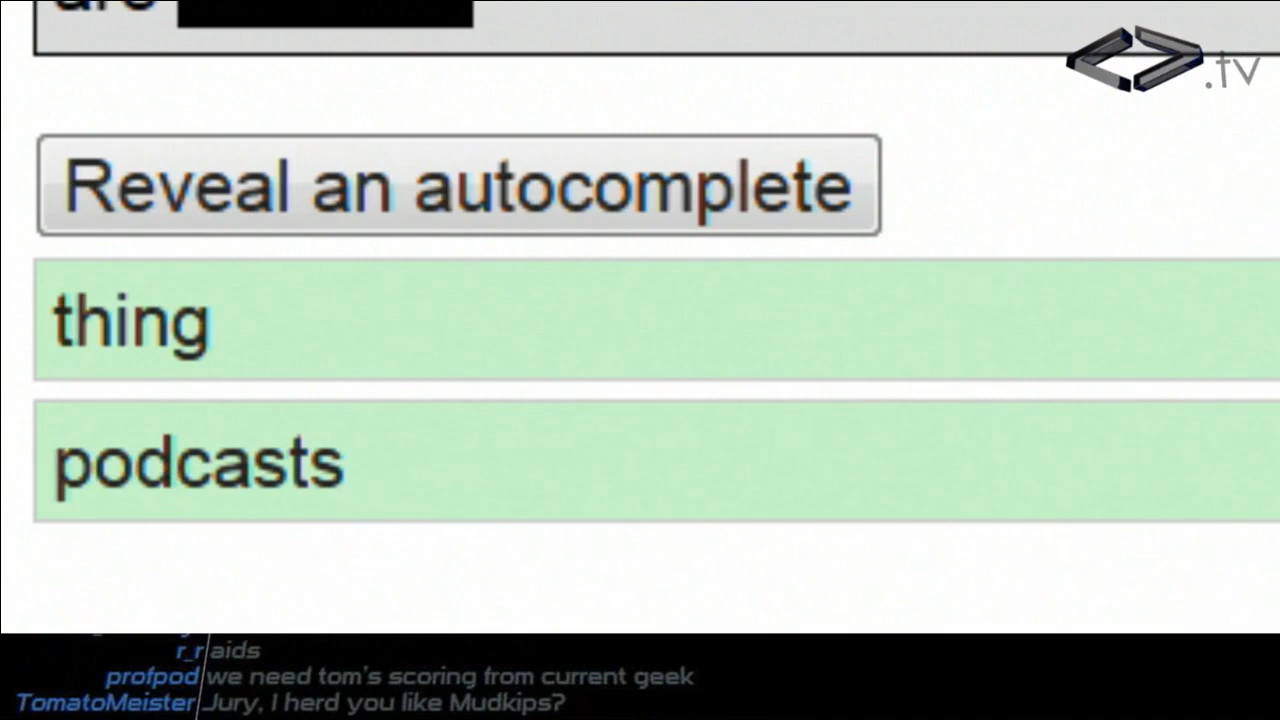 are
.tv
Reveal an autocomplete
thing
podcasts
r_r aids
profpod we need tom's scoring from current geek
TomatoMeister Jury, I herd you like Mudkips?